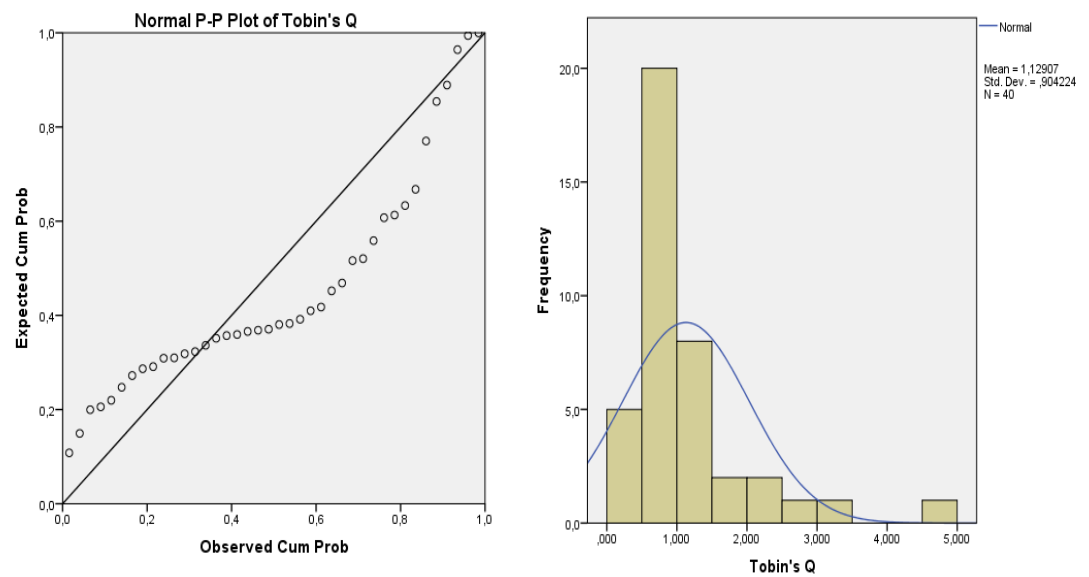 Normal P-P Plot of Tobin's Q
Expected Cum Prob
1,0
0,8
0,6
0,4
0,2
0,0
0,0 0,2 0,4 0,6 0,8 1,0
Observed Cum Prob
Frequency
20,0
15,0
10,0
5,0
0,0
,000 1,000 2,000 3,000 4,000 5,000
Tobin's Q
Normal
Mean = 1,12907
Std. Dev. = ,904224
N = 40